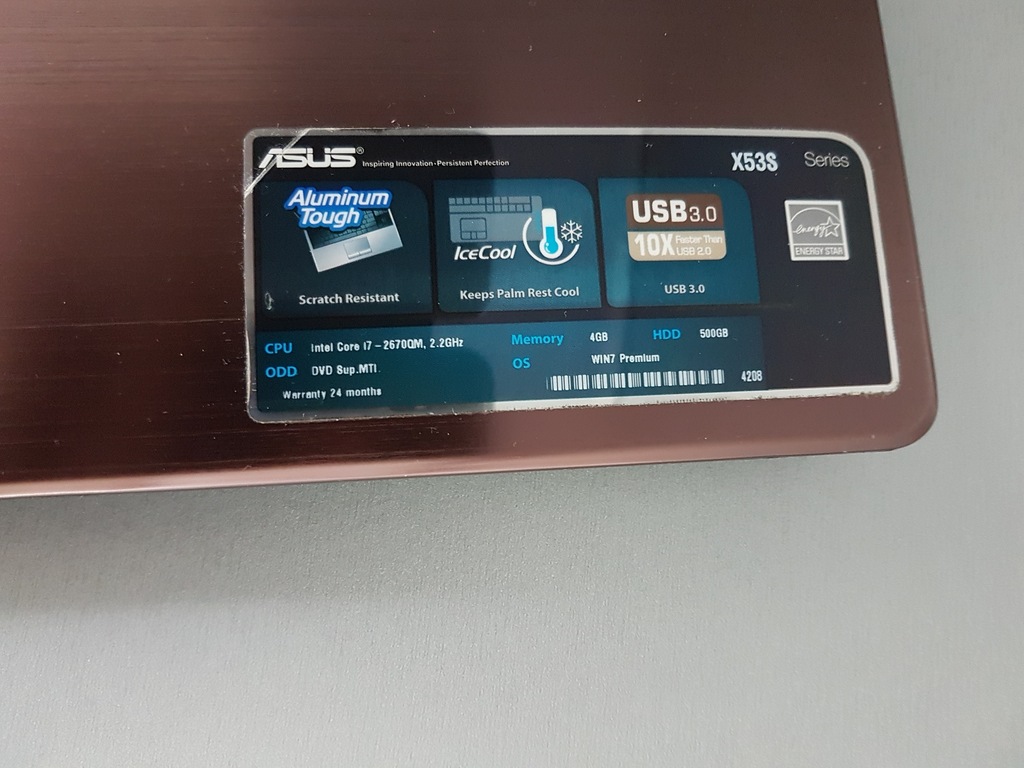 ASUS® Inspiring Innovation · Persistent Perfection
X53S Series
Aluminum
Tough
Scratch Resistant
IceCool
Keeps Palm Rest Cool
USB 3.0
10X Faster Than
USB 2.0
USB 3.0
energy
ENERGY STAR
CPU Intel Core i7-2670QM, 2.2GHz
Memory 4GB
HDD 500GB
ODD DVD Sup.MTI.
OS WIN7 Premium
Warranty 24 months
4208